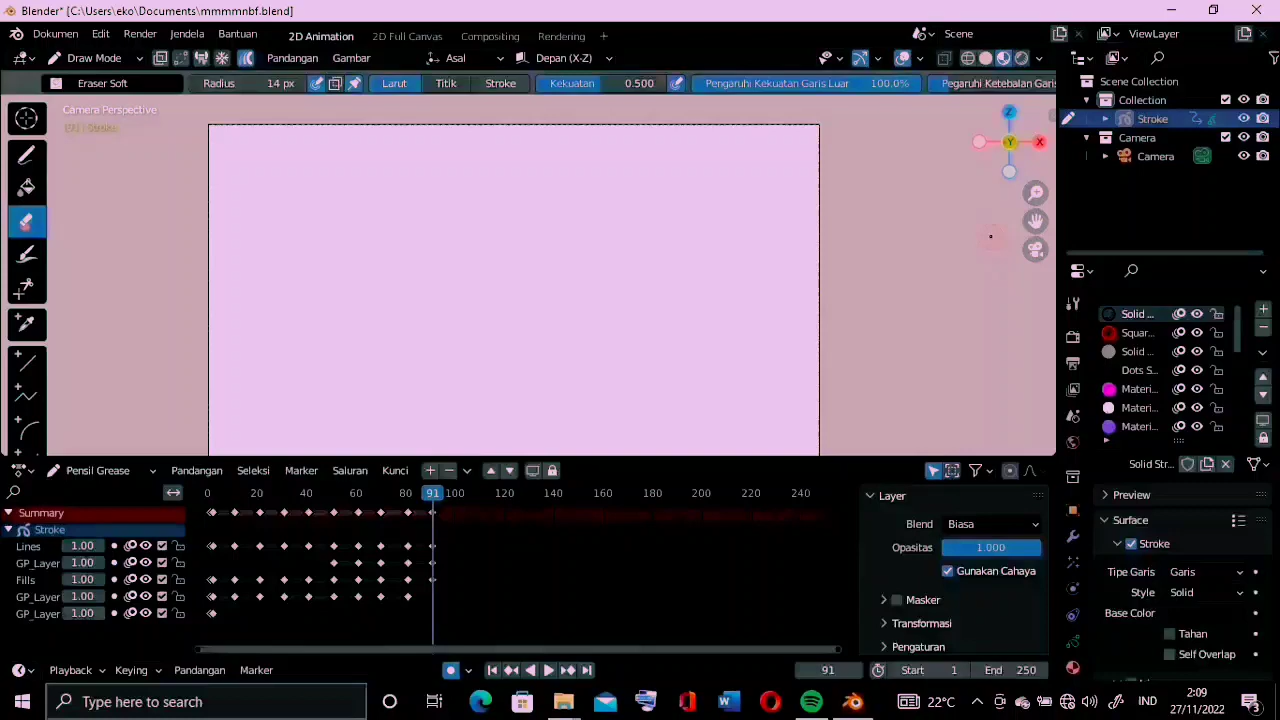 Blender* [C:\Users\eko\Documents\mmmmnbf.blend]
Dokumen Edit Render Jendela Bantuan 2D Animation 2D Full Canvas Compositing + Scene ViewLayer
Draw Mode Pandangan Gambar Asal Depan (X-Z)
Eraser Soft Radius 14 px Larut Titik Stroke Kekuatan 0.500 Pengaruhi Kekuatan Garis Luar 100.0% Pegaruhi Ketebalan Garis
Scene Collection
Collection
Stroke
Camera
Camera
Camera Perspective
(91) Stroke
Z
Y X
Solid ...
Squar...
Solid ...
Dots S...
Materi...
Materi...
Materi...
Solid Str...
Preview
Surface
Stroke
Tipe Garis Garis
Style Solid
Base Color
Tahan
Self Overlap
Pensil Grease Pandangan Seleksi Marker Saluran Kunci
0 20 40 60 80 91 100 120 140 160 180 200 220 240
Summary
Stroke
Lines 1.00
GP_Layer 1.00
Fills 1.00
GP_Layer 1.00
GP_Layer 1.00
Layer
Blend Biasa
Opasitas 1.000
Gunakan Cahaya
Masker
Transformasi
Pengaturan
Playback Keying Pandangan Marker 91 Start 1 End 250
Type here to search 22°C IND 2:09
27/11/2022